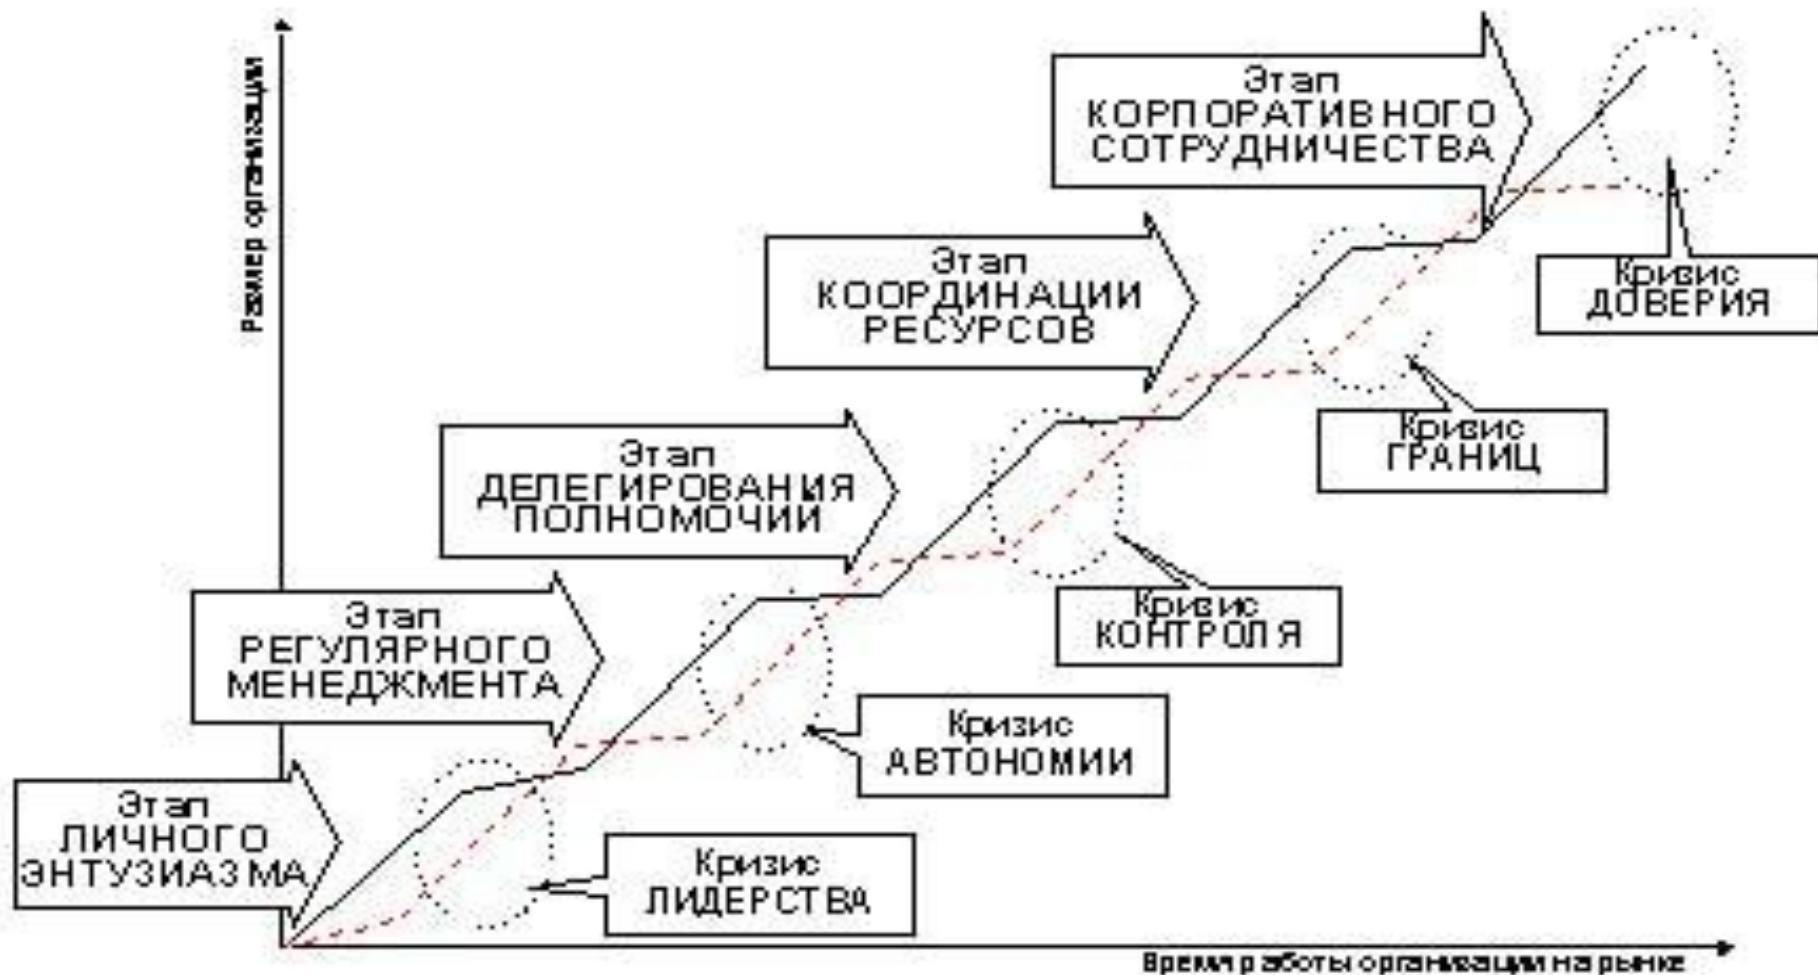 Размер организации
Этап
КОРПОРАТИВНОГО
СОТРУДНИЧЕСТВА
Кризис
ДОВЕРИЯ
Этап
КООРДИНАЦИИ
РЕСУРСОВ
Кризис
ГРАНИЦ
Этап
ДЕЛЕГИРОВАНИЯ
ПОЛНОМОЧИЙ
Кризис
КОНТРОЛЯ
Этап
РЕГУЛЯРНОГО
МЕНЕДЖМЕНТА
Кризис
АВТОНОМИИ
Этап
ЛИЧНОГО
ЭНТУЗИАЗМА
Кризис
ЛИДЕРСТВА
Время работы организации на рынке